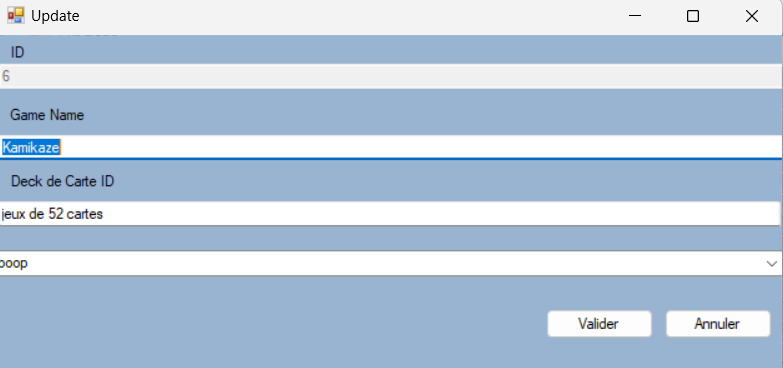 Update
ID
6
Game Name
Kamikaze
Deck de Carte ID
jeux de 52 cartes
poop
Valider
Annuler